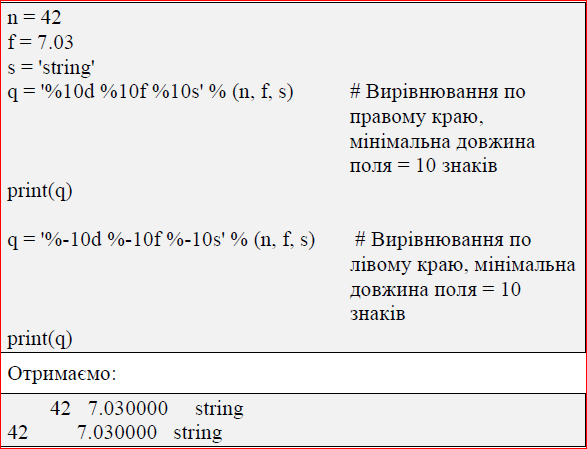 n = 42
f = 7.03
s = 'string'
q = '%10d %10f %10s' % (n, f, s) # Вирівнювання по
правому краю,
мінімальна довжина
поля = 10 знаків
print(q)
q = '%-10d %-10f %-10s' % (n, f, s) # Вирівнювання по
лівому краю, мінімальна
довжина поля = 10
знаків
print(q)
Отримаємо:
42 7.030000 string
42 7.030000 string